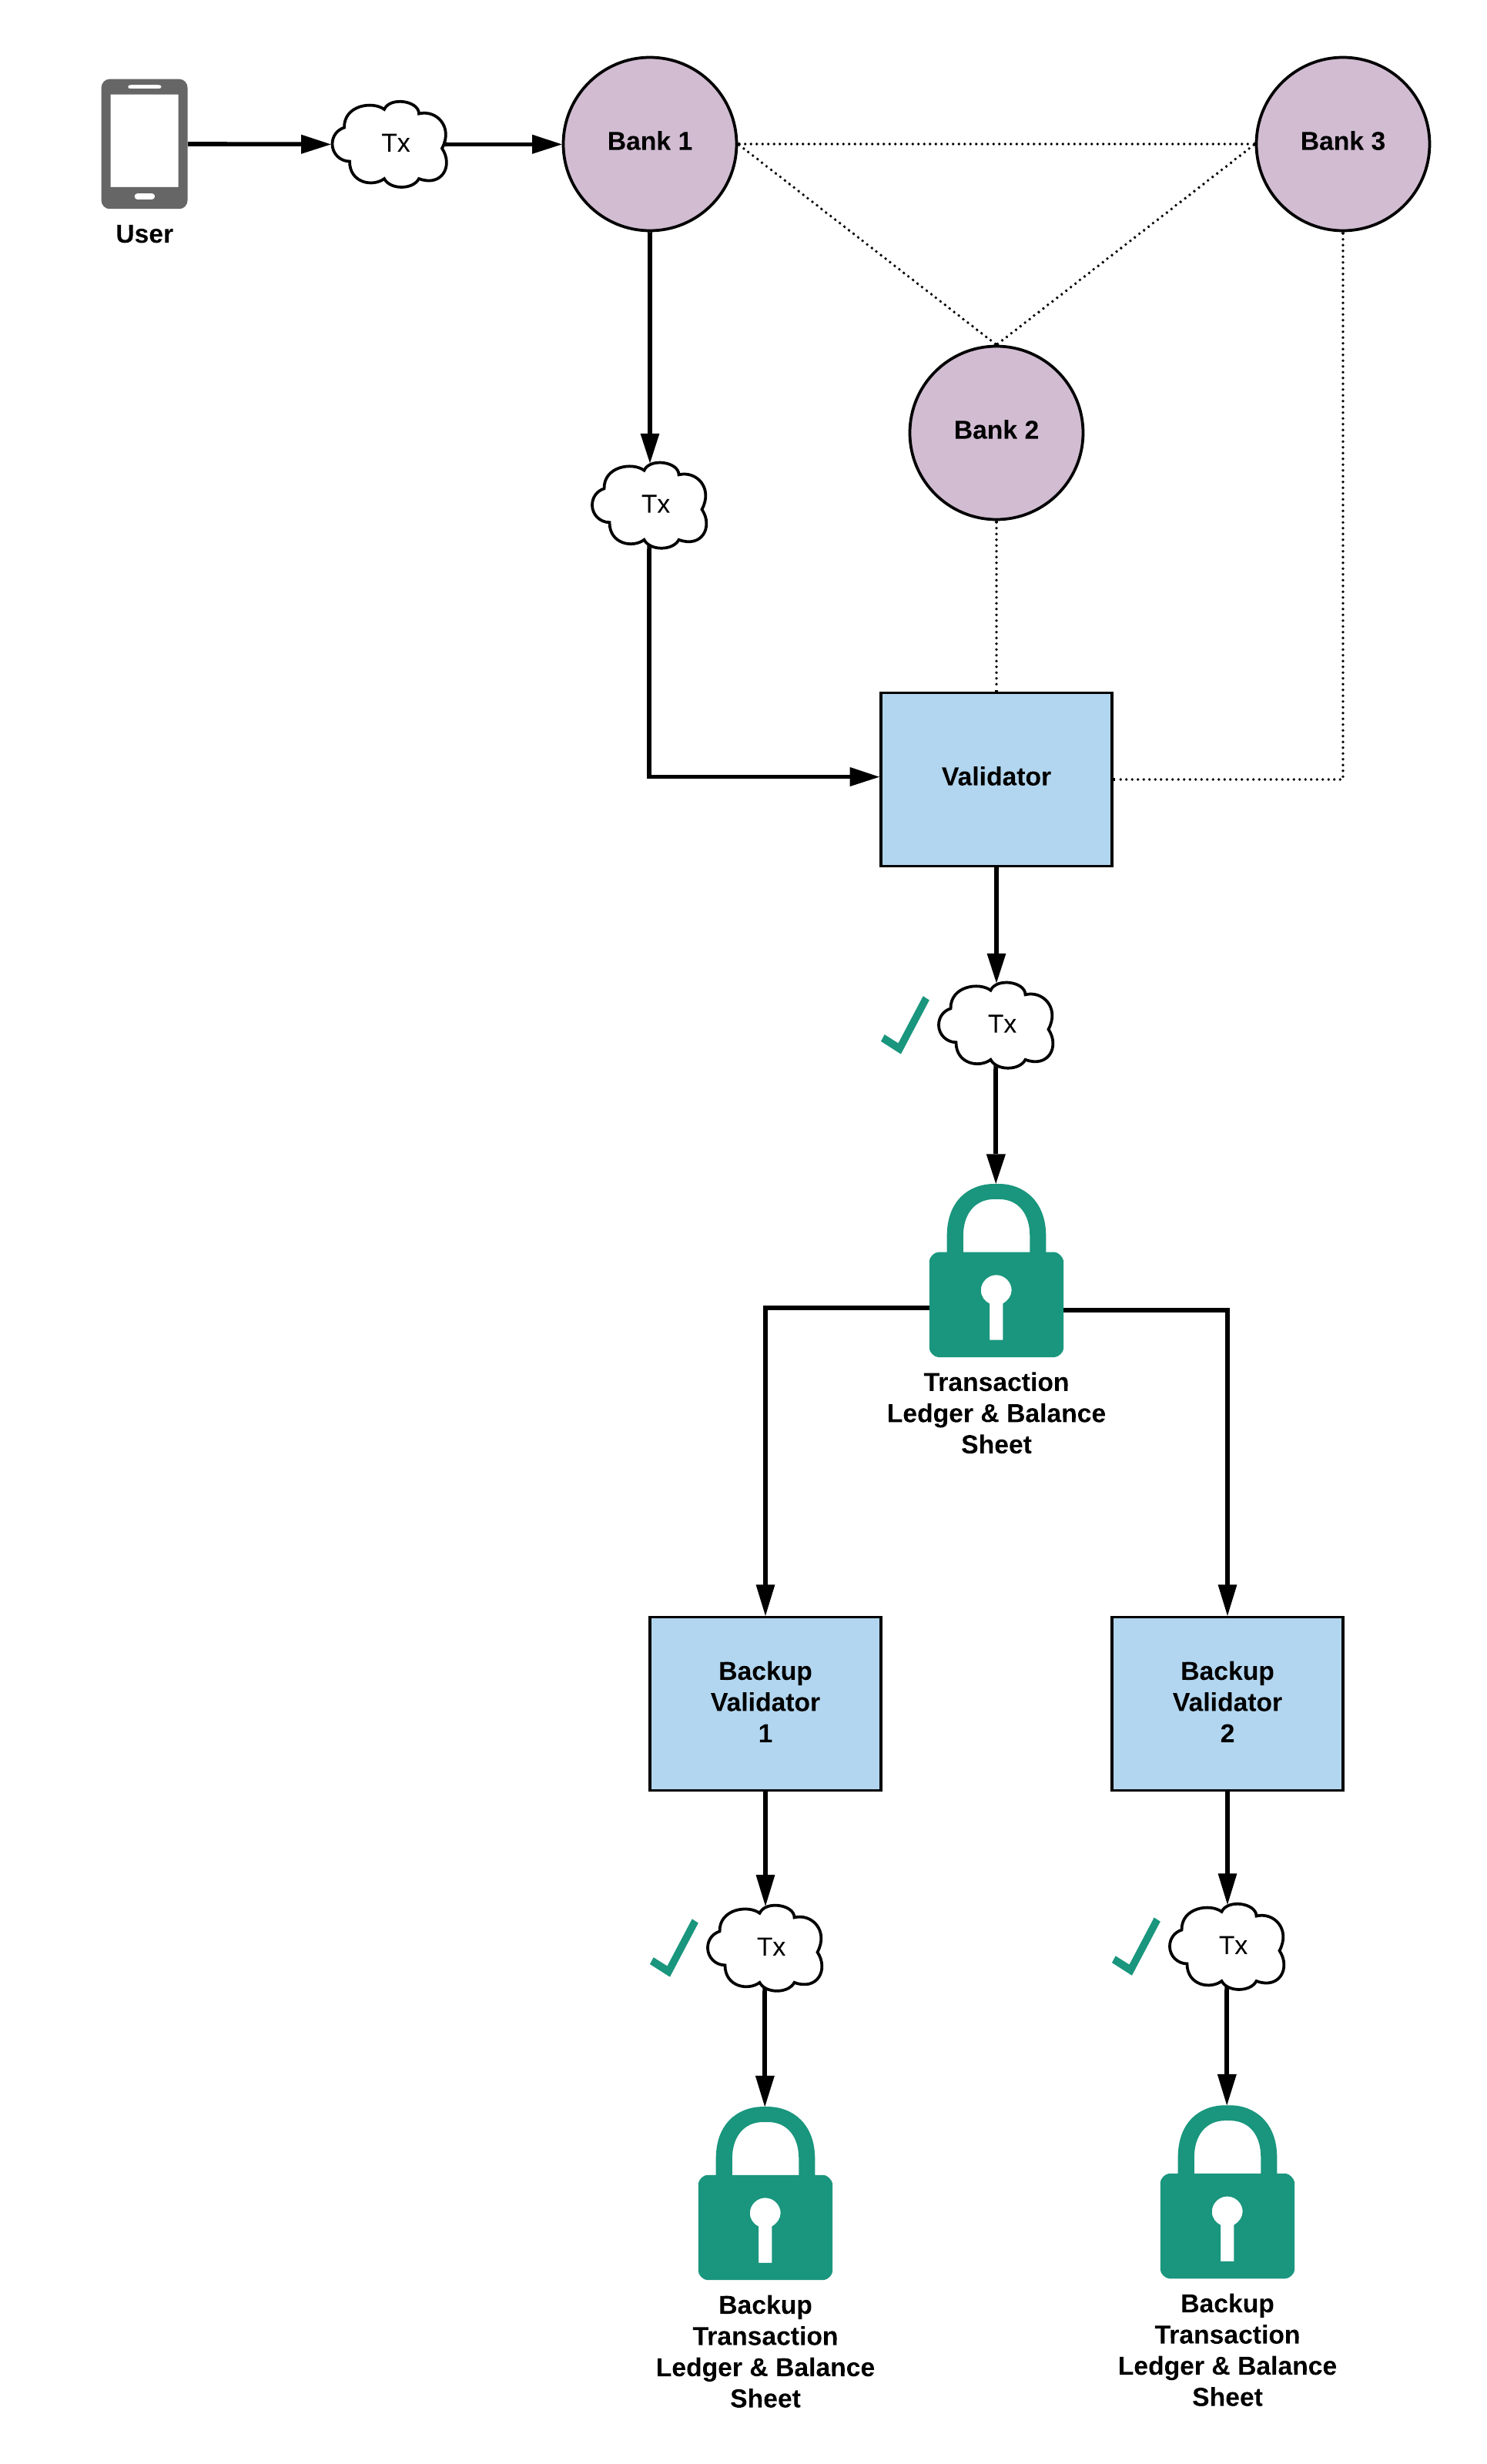 Tx
Bank 1
Bank 3
User
Bank 2
Tx
Validator
Tx
Transaction
Ledger & Balance
Sheet
Backup
Validator
1
Backup
Validator
2
Tx
Tx
Backup
Transaction
Ledger & Balance
Sheet
Backup
Transaction
Ledger & Balance
Sheet